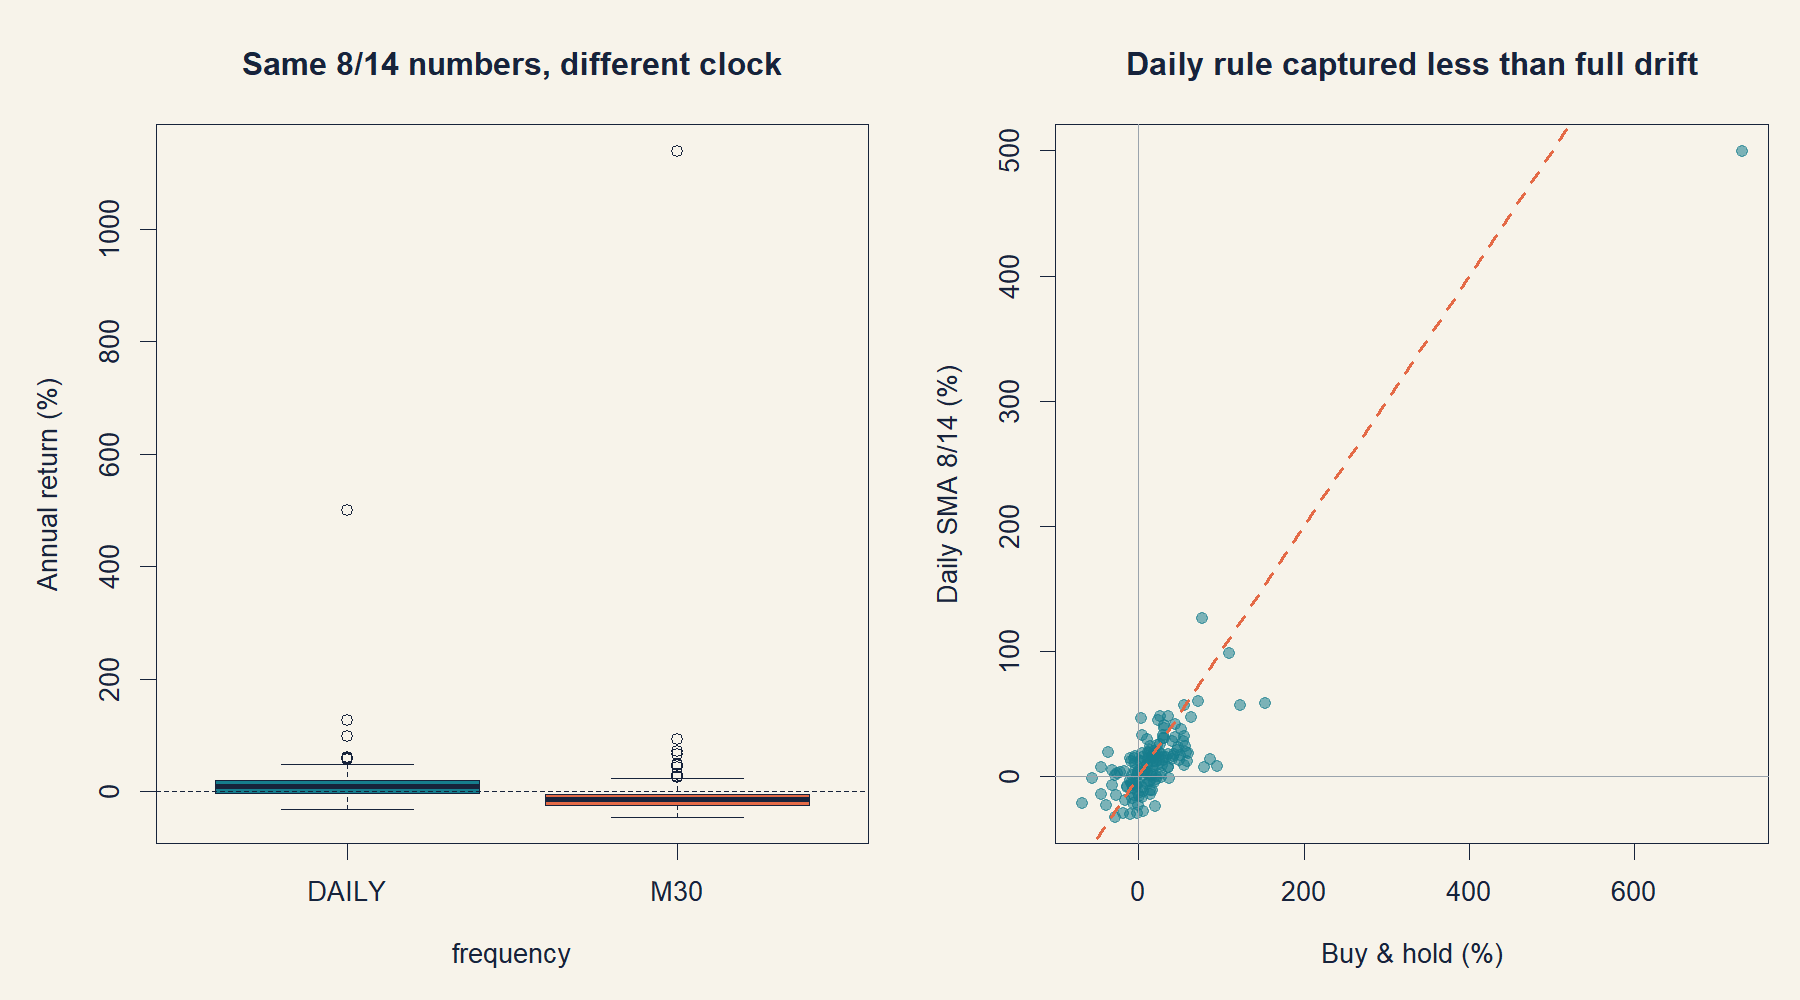 Same 8/14 numbers, different clock
Annual return (%)
1000
800
600
400
200
0
DAILY
M30
frequency
Daily rule captured less than full drift
Daily SMA 8/14 (%)
500
400
300
200
100
0
0
200
400
600
Buy & hold (%)